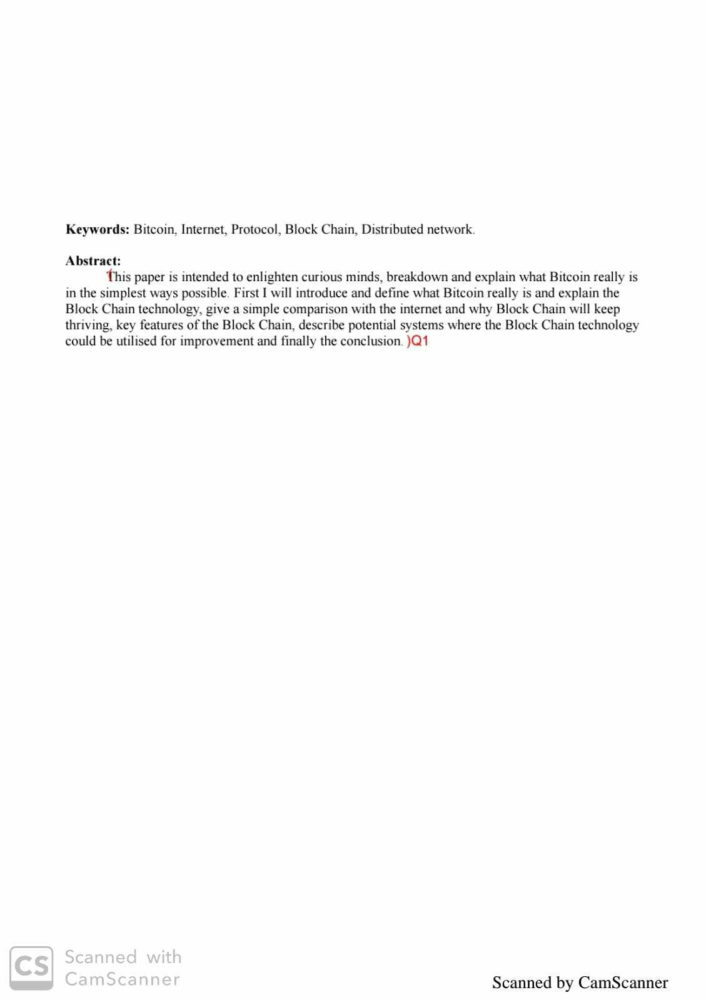 Keywords: Bitcoin, Internet, Protocol, Block Chain, Distributed network.
Abstract:
(This paper is intended to enlighten curious minds, breakdown and explain what Bitcoin really is
in the simplest ways possible. First I will introduce and define what Bitcoin really is and explain the
Block Chain technology, give a simple comparison with the internet and why Block Chain will keep
thriving, key features of the Block Chain, describe potential systems where the Block Chain technology
could be utilised for improvement and finally the conclusion. )Q1
CS Scanned with
CamScanner
Scanned by CamScanner